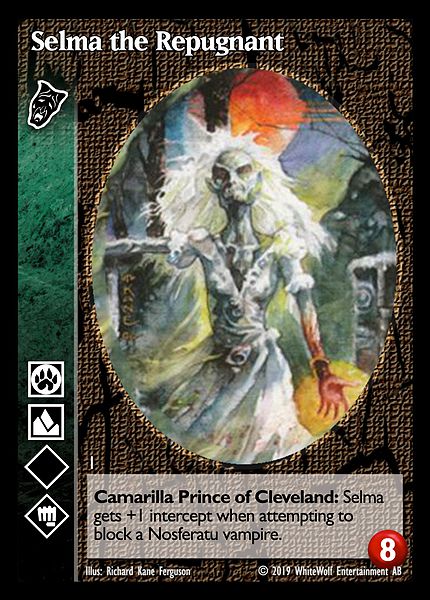 Selma the Repugnant
1
Camarilla Prince of Cleveland: Selma
gets +1 intercept when attempting to
block a Nosferatu vampire.
8
Illus: Richard Kane Ferguson © 2019 WhiteWolf Entertainment AB